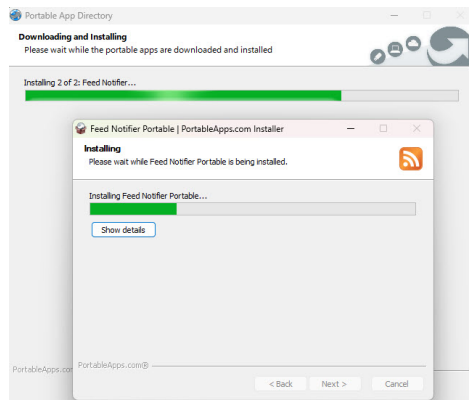 Portable App Directory
Downloading and Installing
Please wait while the portable apps are downloaded and installed
Installing 2 of 2: Feed Notifier...
Feed Notifier Portable | PortableApps.com Installer
Installing
Please wait while Feed Notifier Portable is being installed.
Installing Feed Notifier Portable...
Show details
PortableApps.com®
PortableApps.com
< Back Next > Cancel